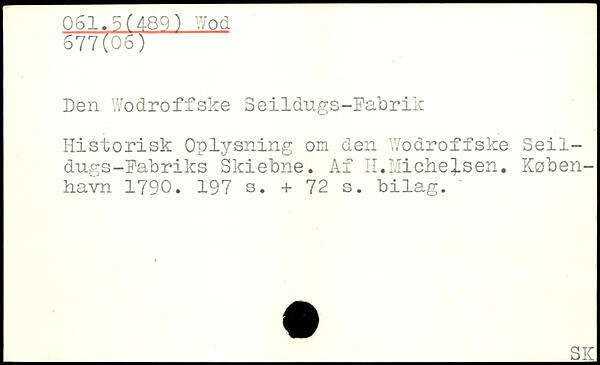 061.5(489) Wod
677(06)
Den Wodroffske Seildugs-Fabrik
Historisk Oplysning om den Wodroffske Seil-
dugs-Fabriks Skiebne. Af H.Michelsen. Køben-
havn 1790. 197 s. + 72 s. bilag.
SK